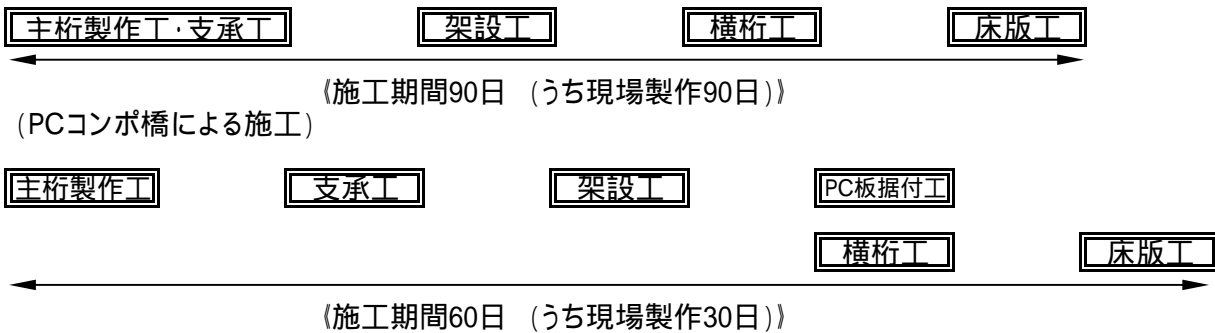 主桁製作工・支承工 架設工 横桁工 床版工
《施工期間90日 (うち現場製作90日)》
(PCコンポ橋による施工)
主桁製作工 支承工 架設工 PC板据付工
横桁工 床版工
《施工期間60日 (うち現場製作30日)》